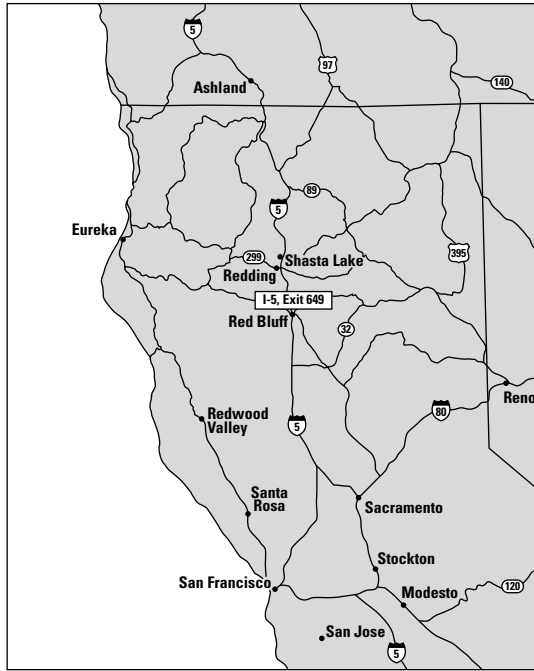 5
97
140
Ashland
89
5
Eureka
395
299
Shasta Lake
Redding
I-5, Exit 649
Red Bluff
32
Reno
80
Redwood
Valley
5
Santa
Rosa
Sacramento
Stockton
San Francisco
120
Modesto
San Jose
5